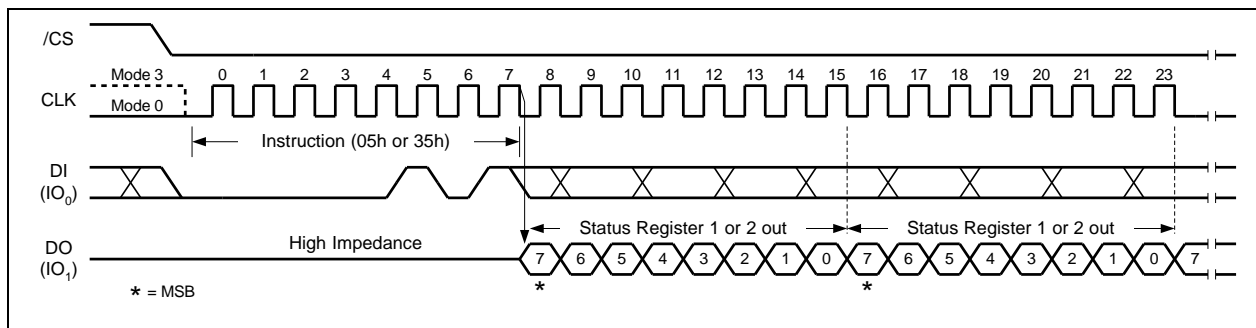 /CS
Mode 3 0 1 2 3 4 5 6 7 8 9 10 11 12 13 14 15 16 17 18 19 20 21 22 23
CLK Mode 0
Instruction (05h or 35h)
DI
(IO0)
Status Register 1 or 2 out Status Register 1 or 2 out
High Impedance
DO 7 6 5 4 3 2 1 0 7 6 5 4 3 2 1 0 7
(IO1)
* *
* = MSB